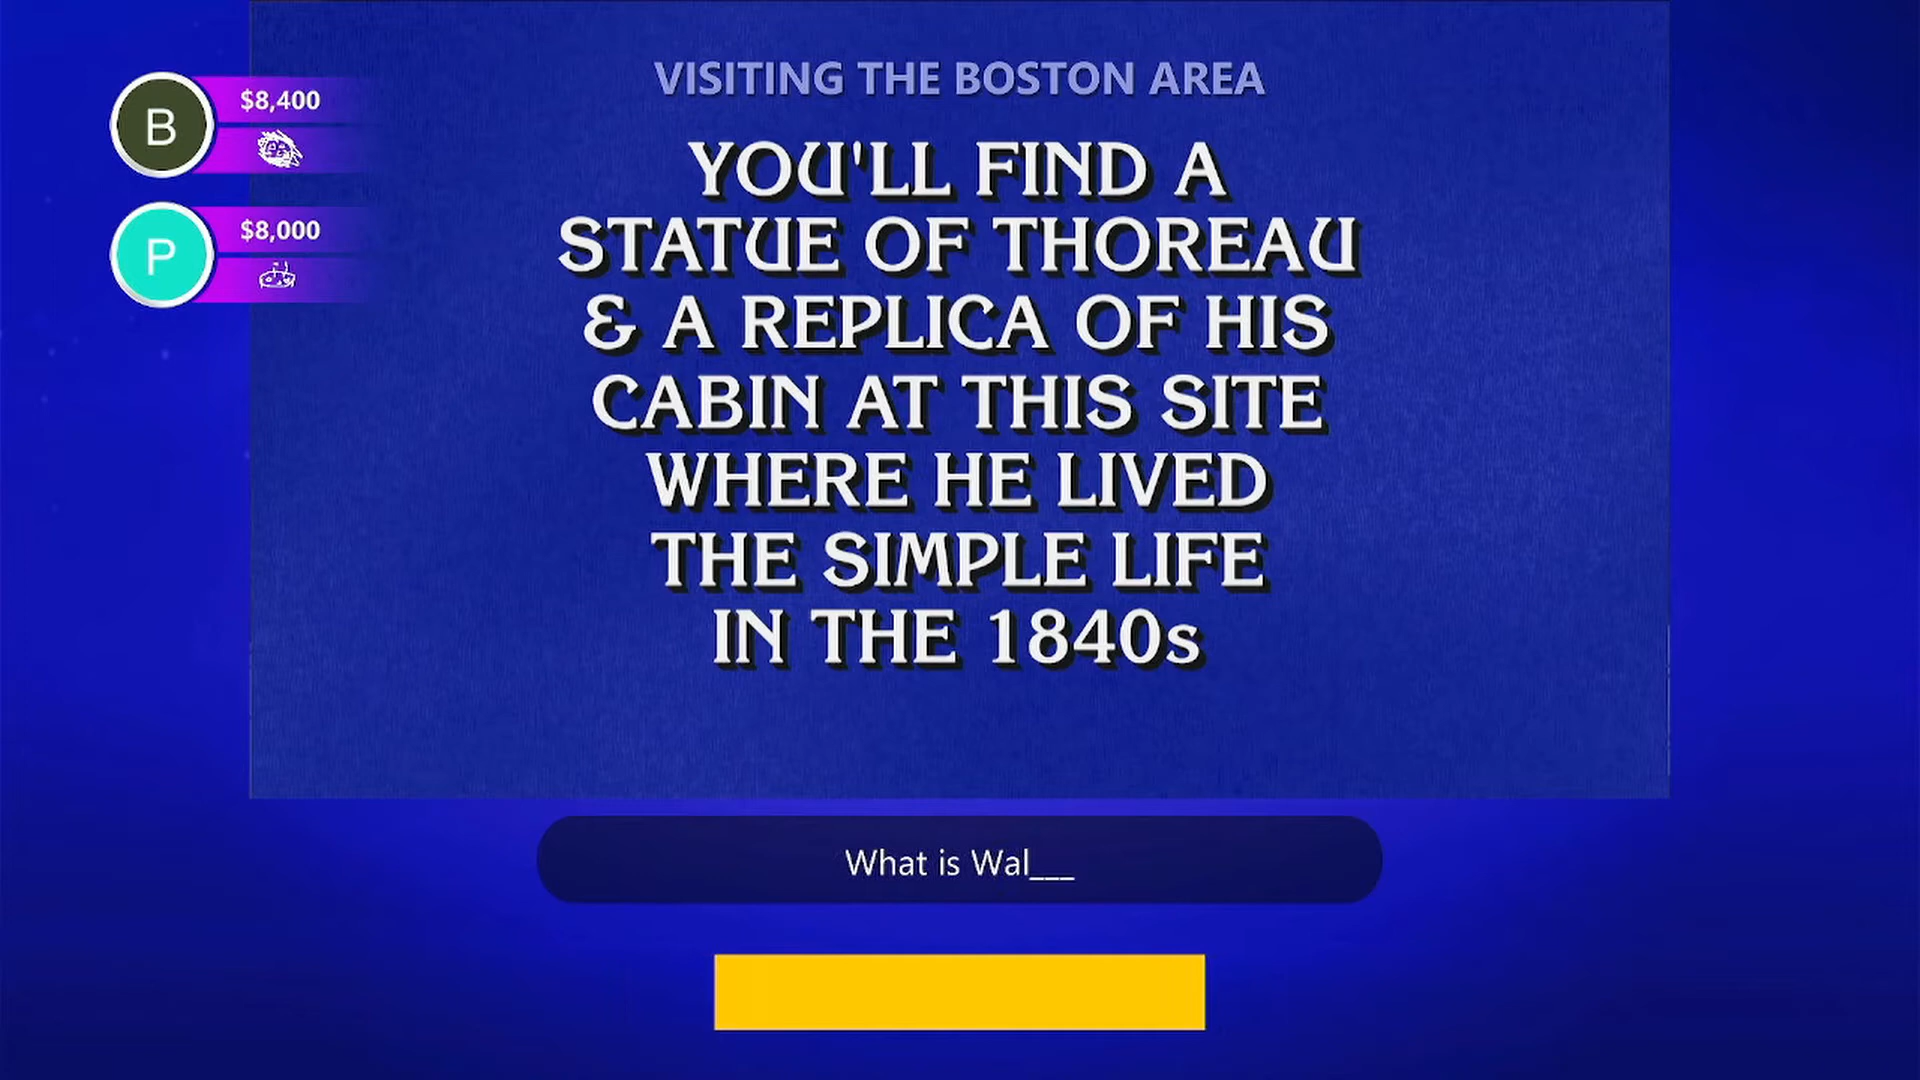 VISITING THE BOSTON AREA
B
$8,400
P
$8,000
YOU'LL FIND A
STATUE OF THOREAU
& A REPLICA OF HIS
CABIN AT THIS SITE
WHERE HE LIVED
THE SIMPLE LIFE
IN THE 1840s
What is Wal___